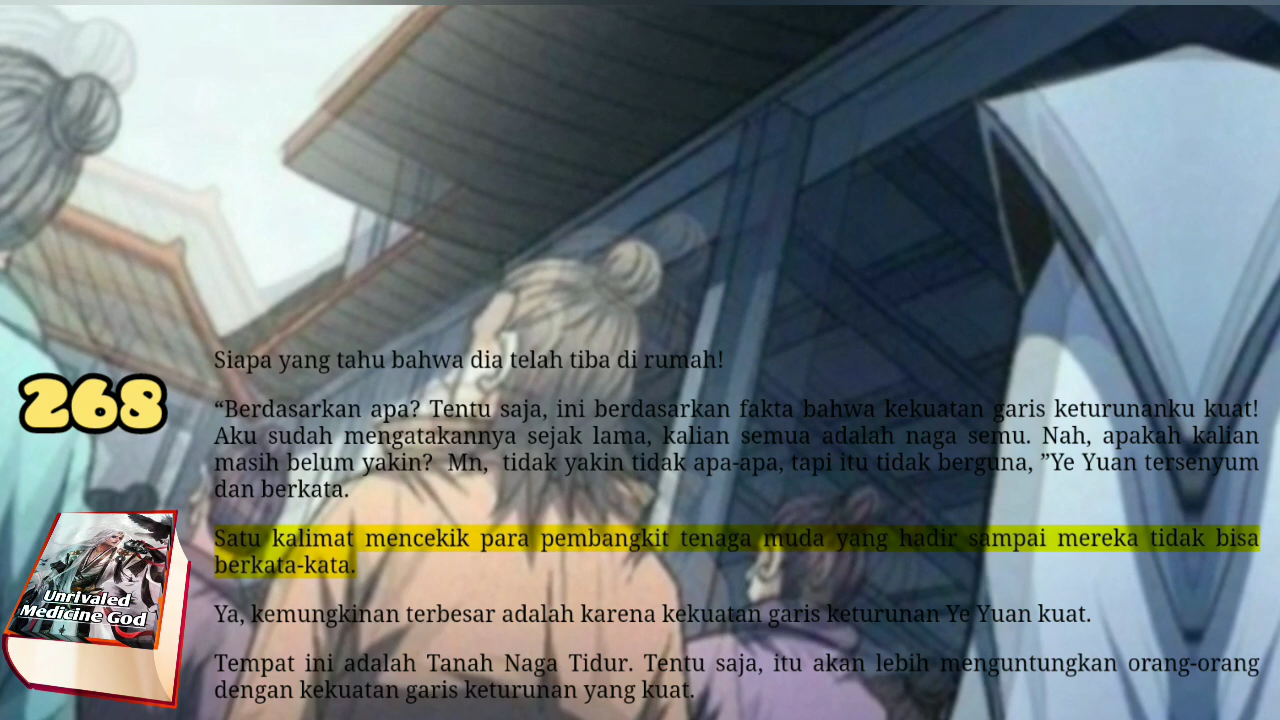 Siapa yang tahu bahwa dia telah tiba di rumah!
“Berdasarkan apa? Tentu saja, ini berdasarkan fakta bahwa kekuatan garis keturunanku kuat!
Aku sudah mengatakannya sejak lama, kalian semua adalah naga semu. Nah, apakah kalian
masih belum yakin?  Mn,  tidak yakin tidak apa-apa, tapi itu tidak berguna, ”Ye Yuan tersenyum
dan berkata.
Satu kalimat mencekik para pembangkit tenaga muda yang hadir sampai mereka tidak bisa
berkata-kata.
Ya, kemungkinan terbesar adalah karena kekuatan garis keturunan Ye Yuan kuat.
Tempat ini adalah Tanah Naga Tidur. Tentu saja, itu akan lebih menguntungkan orang-orang
dengan kekuatan garis keturunan yang kuat.
268
Unrivaled
Medicine God